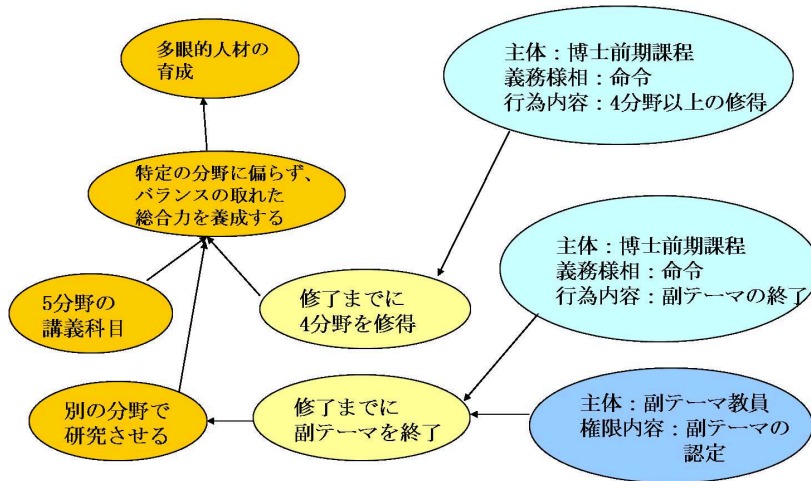 多眼的人材の
育成
主体：博士前期課程
義務様相：命令
行為内容：4分野以上の修得
特定の分野に偏らず、
バランスの取れた
総合力を養成する
主体：博士前期課程
義務様相：命令
行為内容：副テーマの終了
5分野の
講義科目
修了までに
4分野を修得
別の分野で
研究させる
修了までに
副テーマを終了
主体：副テーマ教員
権限内容：副テーマの
認定